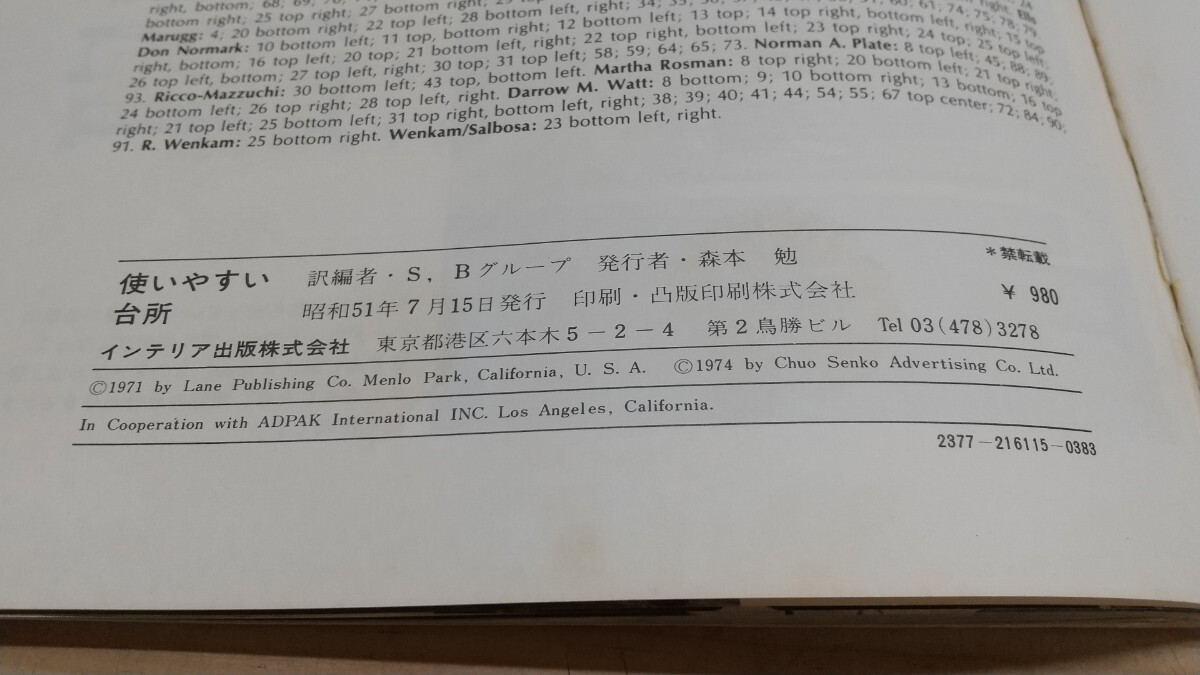 bottom right, 25 top right; 27 bottom right;
Marugg: 4; 20 bottom right; 22 top left; 28 bottom left, right; 34;
Don Normark: 10 bottom left; 11 top, bottom right; 12 bottom left; 13 top; 14 top right, bottom left, right; 15 top
right, bottom; 16 top; 20 top; 21 bottom left, right; 22 top right, bottom left; 23 top right; 24 top; 25 top left;
26 top left, bottom; 27 top left, right; 30 top; 31 top left; 58; 59; 64; 65; 73. Norman A. Plate: 8 top left; 45; 88; 89;
93. Ricco-Mazzuchi: 30 bottom left; 43 top, bottom left. Martha Rosman: 8 top right; 20 bottom left; 21 top right;
24 bottom left; 26 top right; 28 top left, right. Darrow M. Watt: 8 bottom; 9; 10 bottom right; 13 bottom; 16 top
right; 21 top left; 25 bottom left; 31 top right, bottom left, right; 38; 39; 40; 41; 44; 54; 55; 67 top center; 72; 84; 90;
91. R. Wenkam: 25 bottom right. Wenkam/Salbosa: 23 bottom left, right.
使いやすい 訳編者・S, Bグループ 発行者・森本 勉 *禁転載
台所 昭和51年7月15日発行 印刷・凸版印刷株式会社 ¥ 980
インテリア出版株式会社 東京都港区六本木5-2-4 第2鳥勝ビル Tel 03(478)3278
©1971 by Lane Publishing Co. Menlo Park, California, U. S. A. ©1974 by Chuo Senko Advertising Co. Ltd.
In Cooperation with ADPAK International INC. Los Angeles, California.
2377-216115-0383